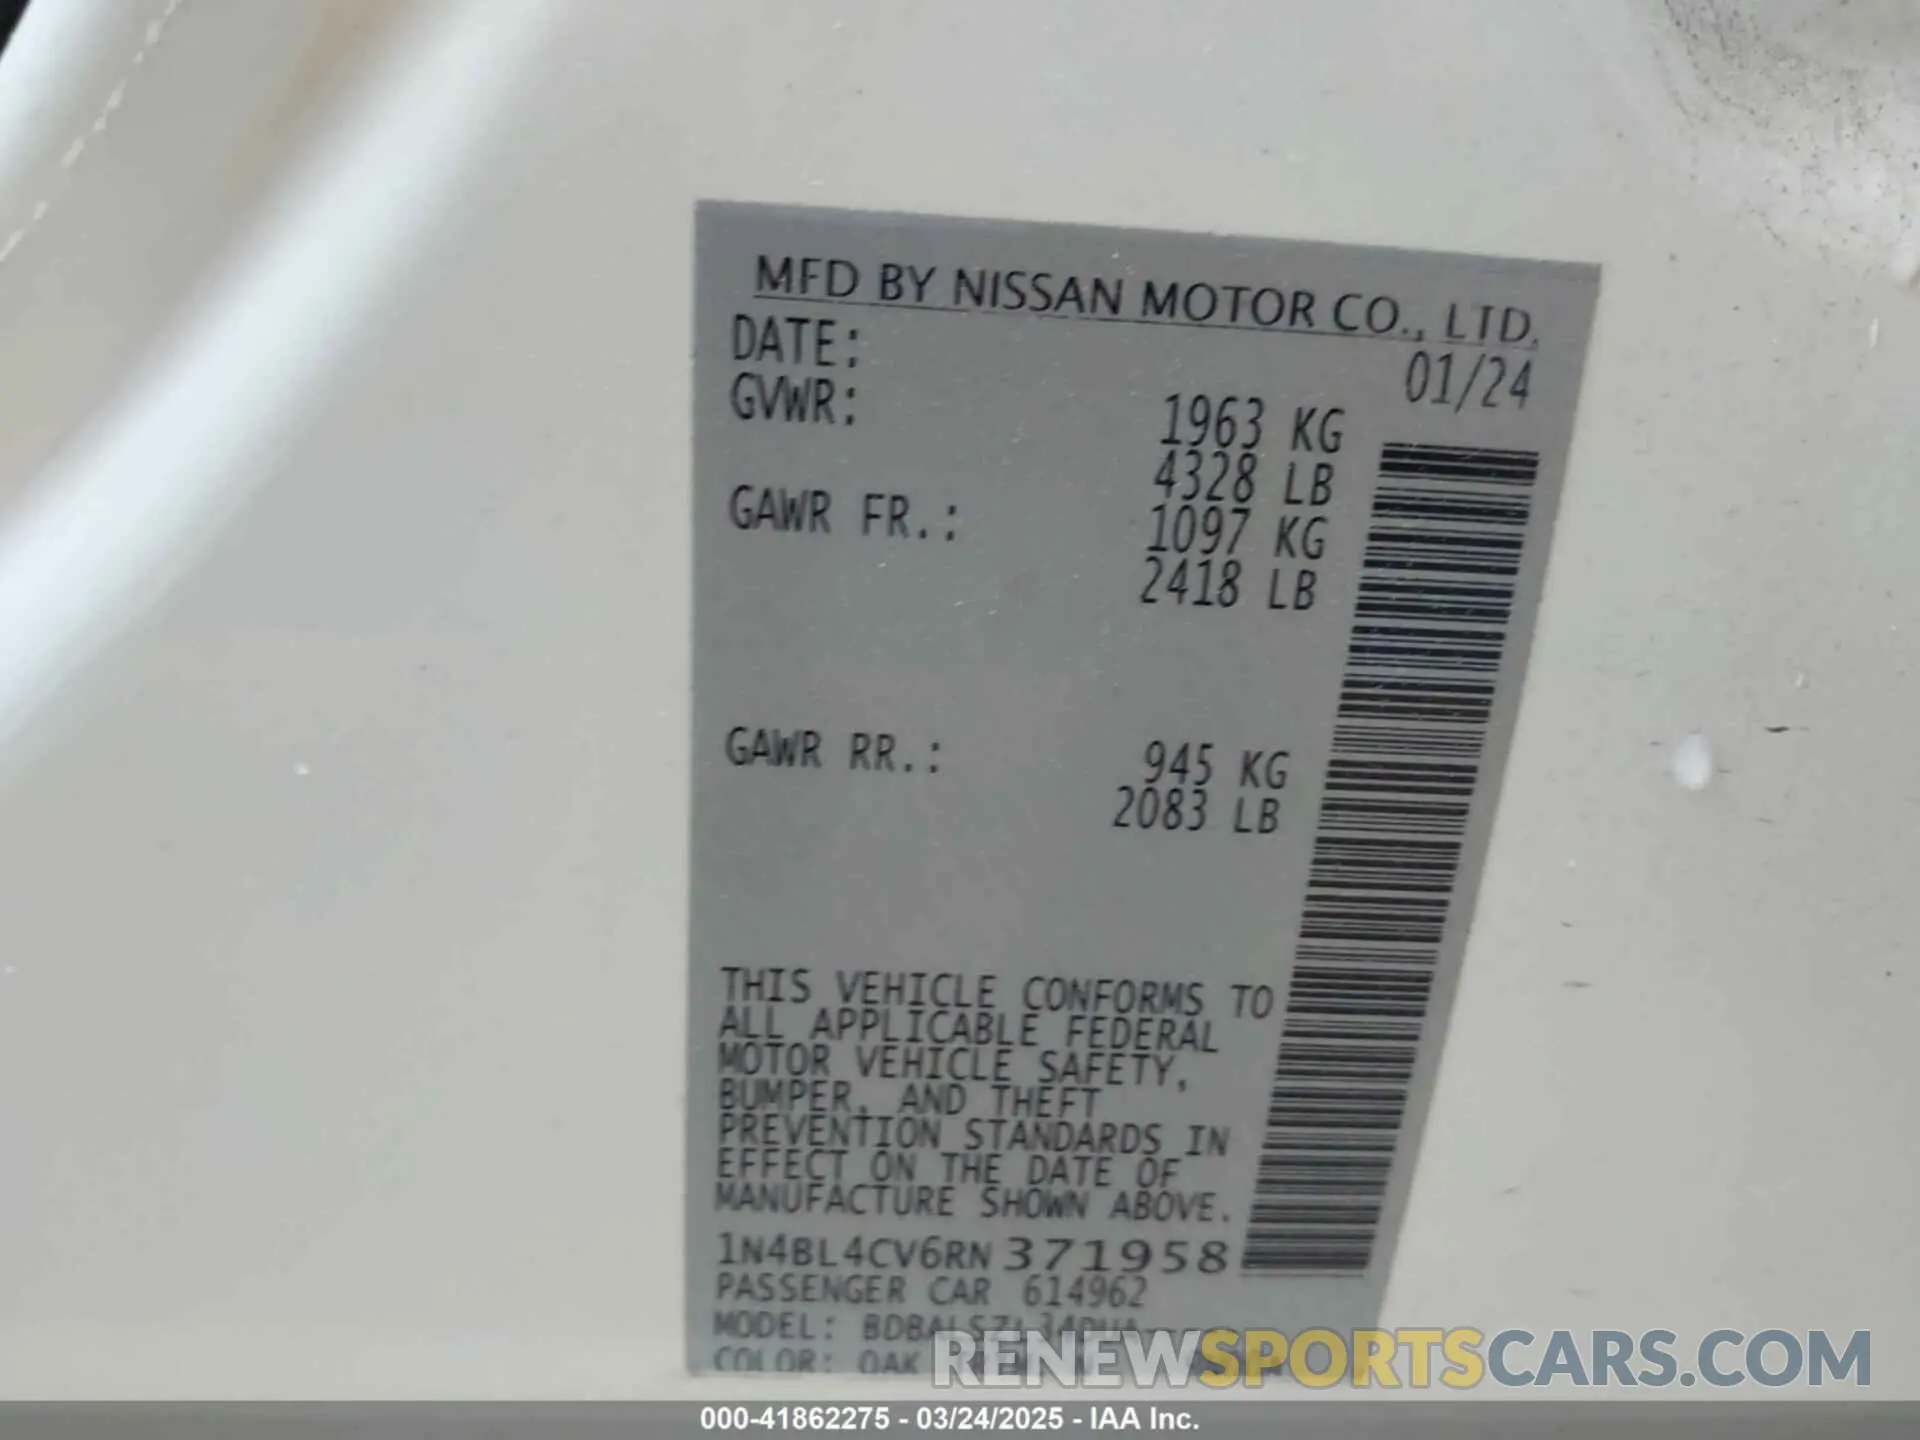 MFD BY NISSAN MOTOR CO., LTD.
DATE: 01/24
GVWR: 1963 KG
4328 LB
GAWR FR.: 1097 KG
2418 LB
GAWR RR.: 945 KG
2083 LB
THIS VEHICLE CONFORMS TO
ALL APPLICABLE FEDERAL
MOTOR VEHICLE SAFETY,
BUMPER, AND THEFT
PREVENTION STANDARDS IN
EFFECT ON THE DATE OF
MANUFACTURE SHOWN ABOVE.
1N4BL4CV6RN371958
PASSENGER CAR 614962
MODEL:
COLOR: QAK
RENEWSPORTSCARS.COM
000-41862275 - 03/24/2025 - IAA Inc.